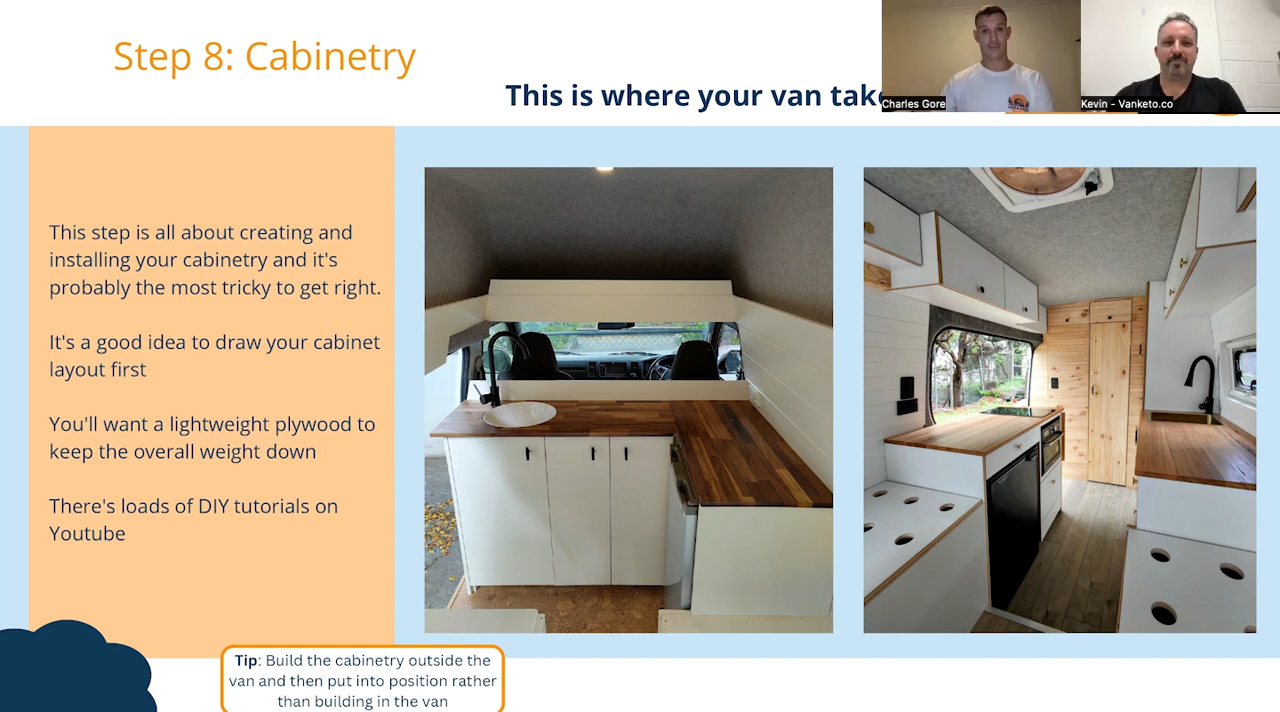 Step 8: Cabinetry
This is where your van
Charles Gore
Kevin - Vanketo.co
This step is all about creating and
installing your cabinetry and it's
probably the most tricky to get right.
It's a good idea to draw your cabinet
layout first
You'll want a lightweight plywood to
keep the overall weight down
There's loads of DIY tutorials on
Youtube
Tip: Build the cabinetry outside the
van and then put into position rather
than building in the van